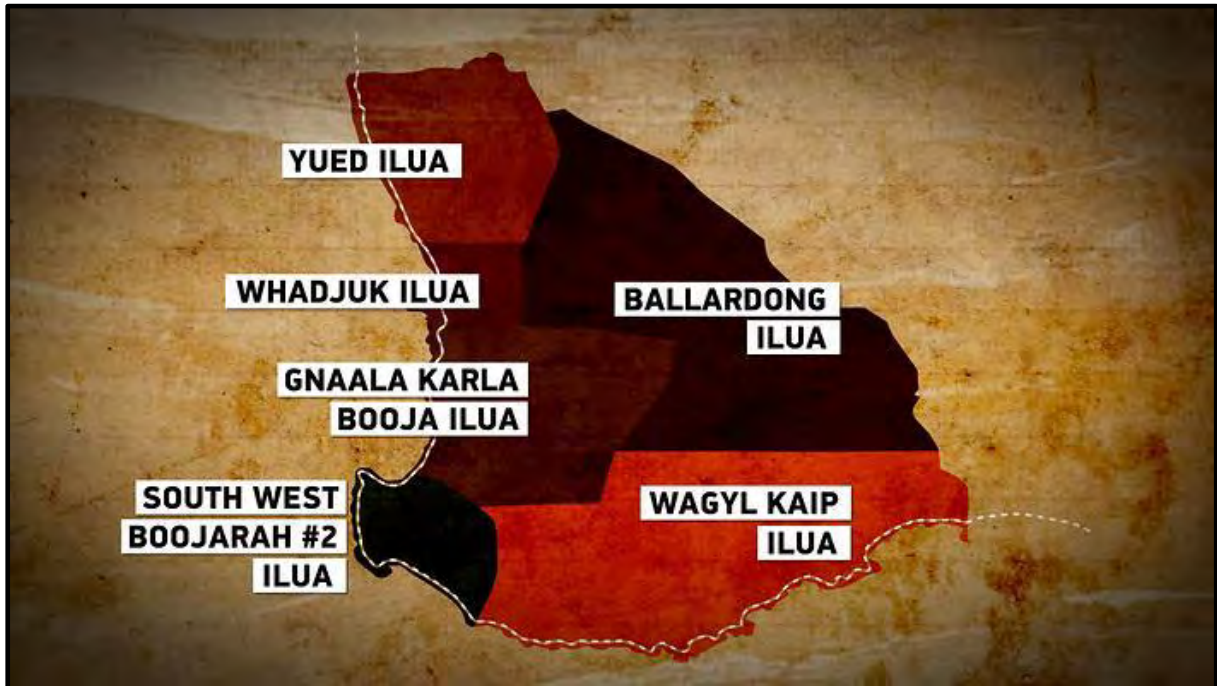 YUED ILUA
WHADJUK ILUA
BALLARDONG
ILUA
GNAALA KARLA
BOOJA ILUA
SOUTH WEST
BOOJARAH #2
ILUA
WAGYL KAIP
ILUA